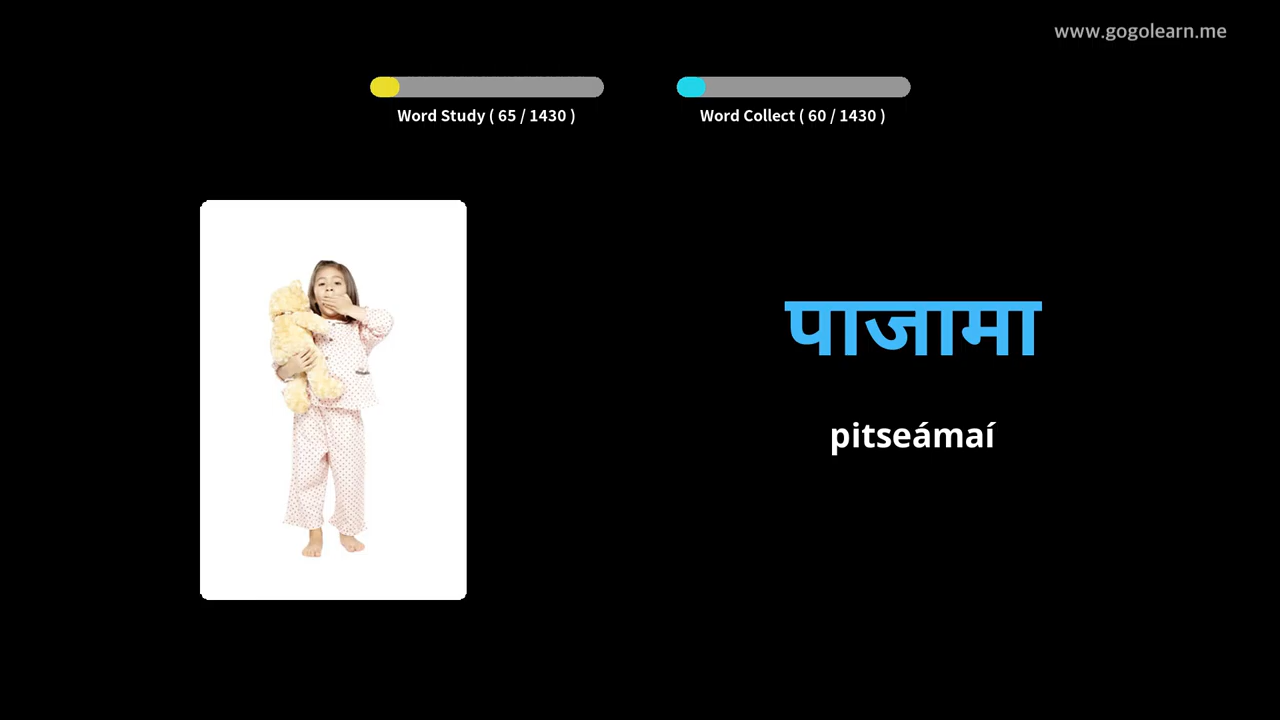 www.gogolearn.me
Word Study ( 65 / 1430 )
Word Collect ( 60 / 1430 )
पाजामा
pitseámaí